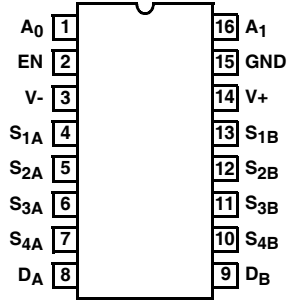 A0 1 16 A1
EN 2 15 GND
V- 3 14 V+
S1A 4 13 S1B
S2A 5 12 S2B
S3A 6 11 S3B
S4A 7 10 S4B
DA 8 9 DB